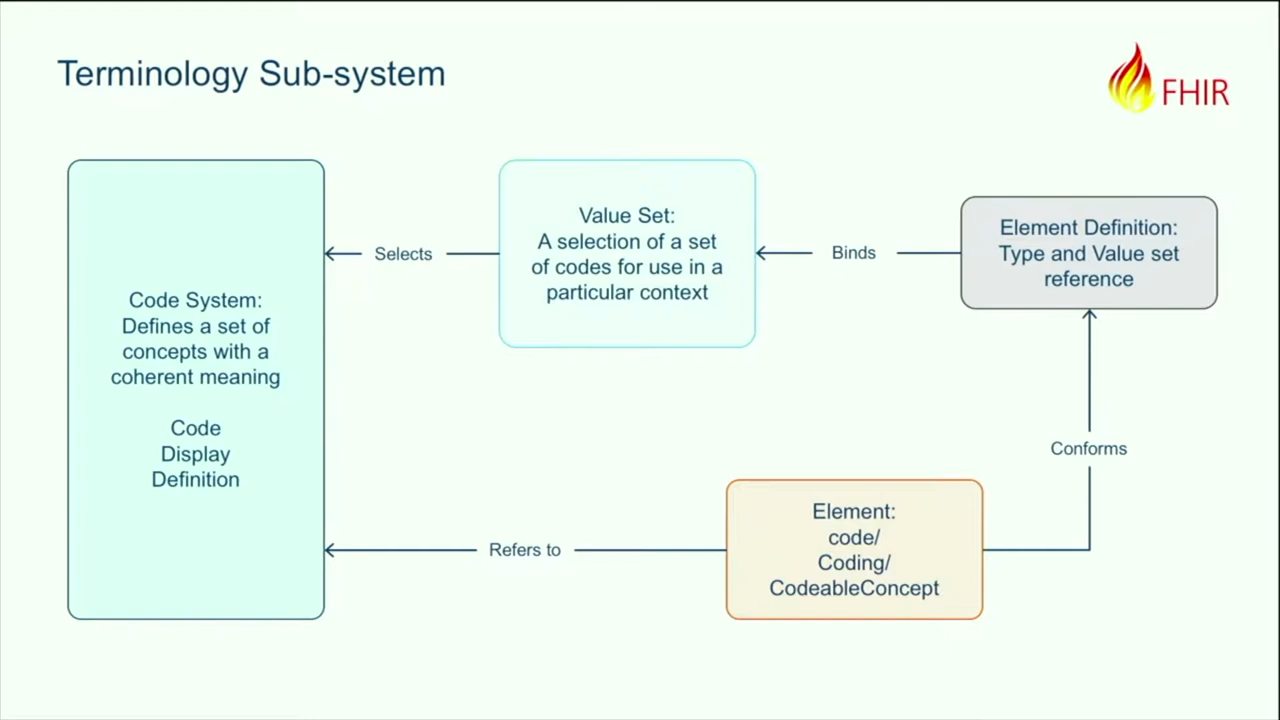 Terminology Sub-system
FHIR
Code System:
Defines a set of
concepts with a
coherent meaning
Code
Display
Definition
Selects
Value Set:
A selection of a set
of codes for use in a
particular context
Binds
Element Definition:
Type and Value set
reference
Conforms
Refers to
Element:
code/
Coding/
CodeableConcept